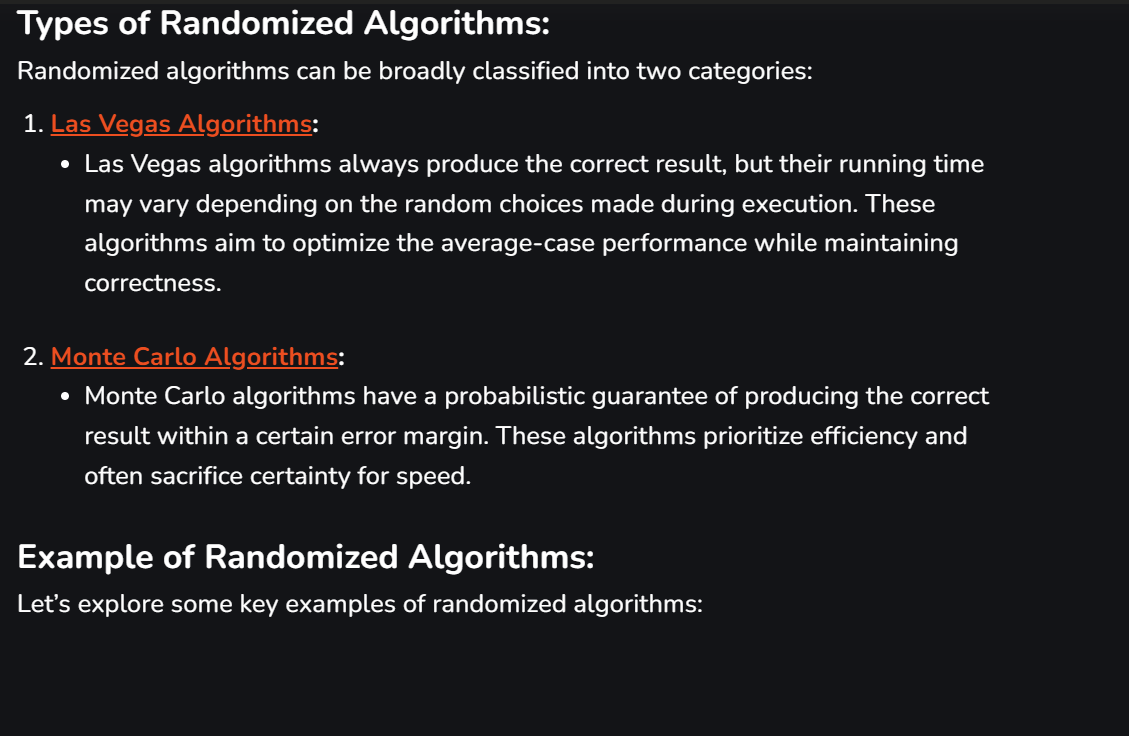 Types of Randomized Algorithms:
Randomized algorithms can be broadly classified into two categories:
1. Las Vegas Algorithms:
• Las Vegas algorithms always produce the correct result, but their running time
may vary depending on the random choices made during execution. These
algorithms aim to optimize the average-case performance while maintaining
correctness.
2. Monte Carlo Algorithms:
• Monte Carlo algorithms have a probabilistic guarantee of producing the correct
result within a certain error margin. These algorithms prioritize efficiency and
often sacrifice certainty for speed.
Example of Randomized Algorithms:
Let’s explore some key examples of randomized algorithms: